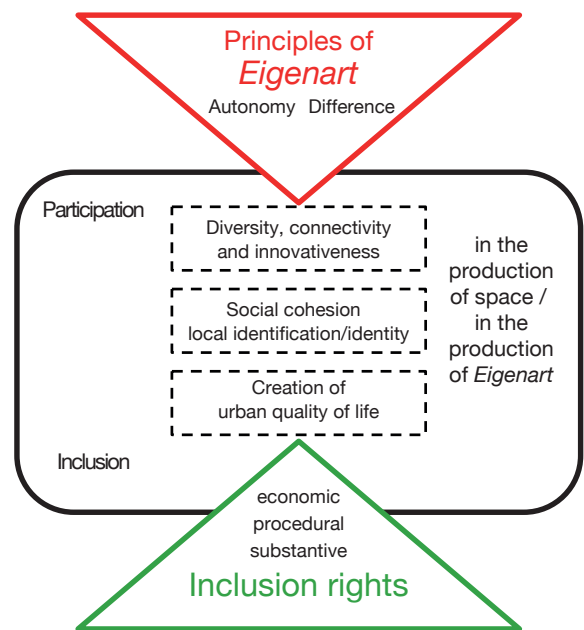 Principles of
Eigenart
Autonomy Difference
Participation
Diversity, connectivity
and innovativeness
Social cohesion
local identification/identity
Creation of
urban quality of life
in the
production
of space /
in the
production
of Eigenart
Inclusion
economic
procedural
substantive
Inclusion rights